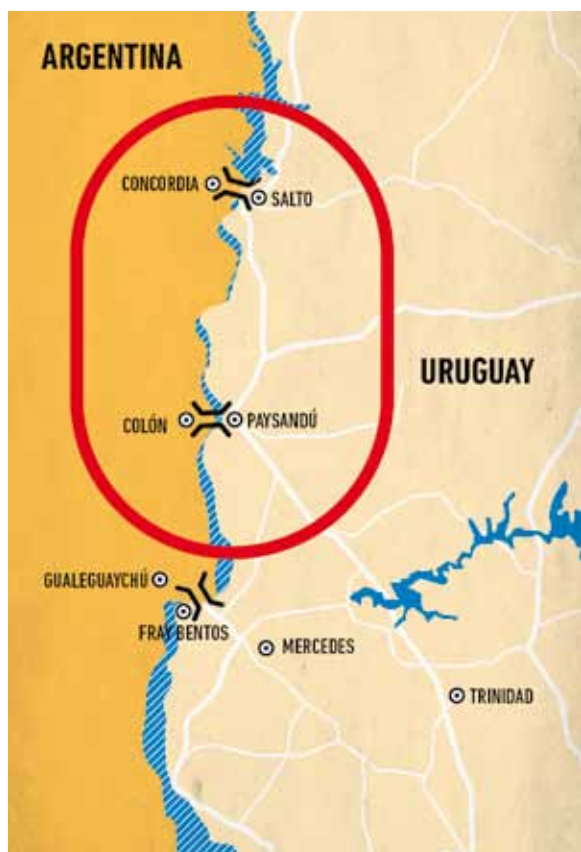 ARGENTINA
CONCORDIA
SALTO
URUGUAY
COLÓN
PAYSANDÚ
GUALEGUAYCHÚ
FRAY BENTOS
MERCEDES
TRINIDAD